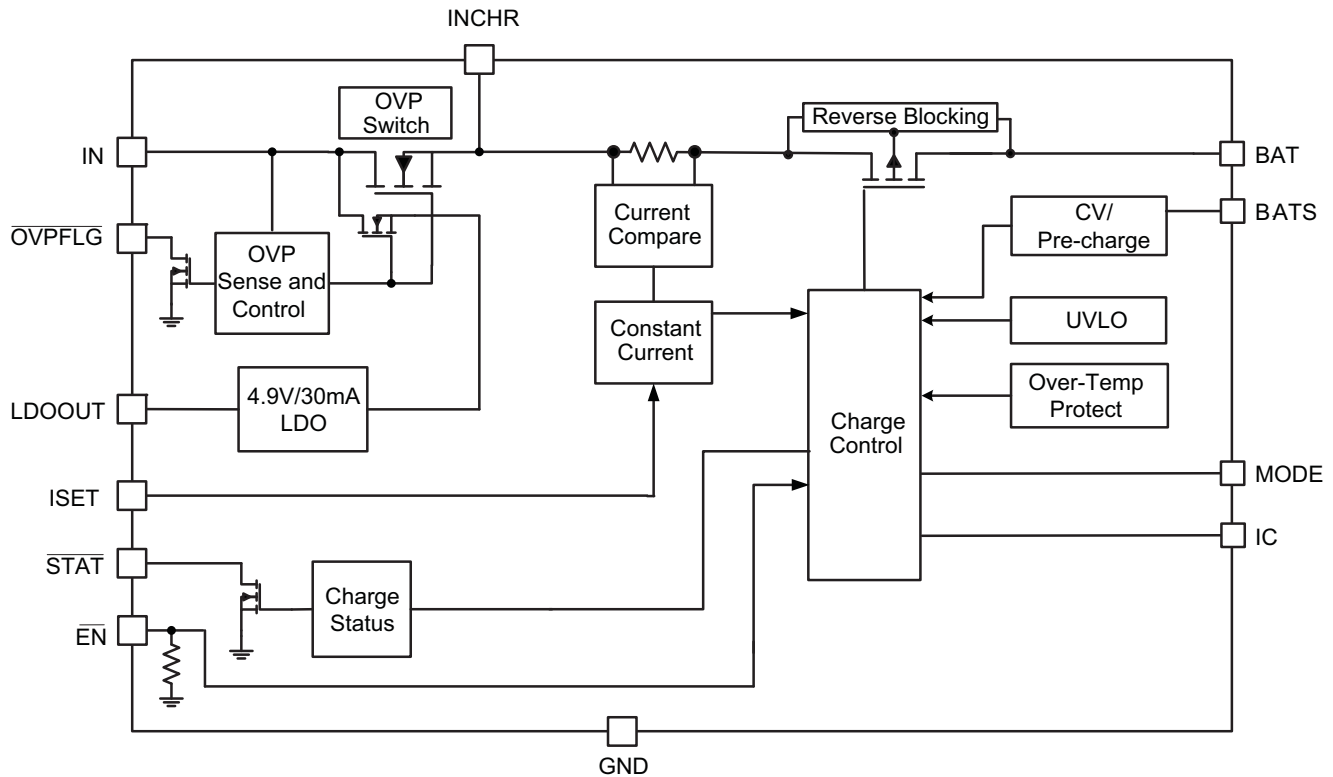 INCHR
OVP
Switch
Reverse Blocking
IN
BAT
OVPFLG
OVP
Sense and
Control
Current
Compare
CV/
Pre-charge
BATS
Constant
Current
UVLO
LDOOUT
4.9V/30mA
LDO
Over-Temp
Protect
Charge
Control
ISET
MODE
STAT
IC
Charge
Status
EN
GND